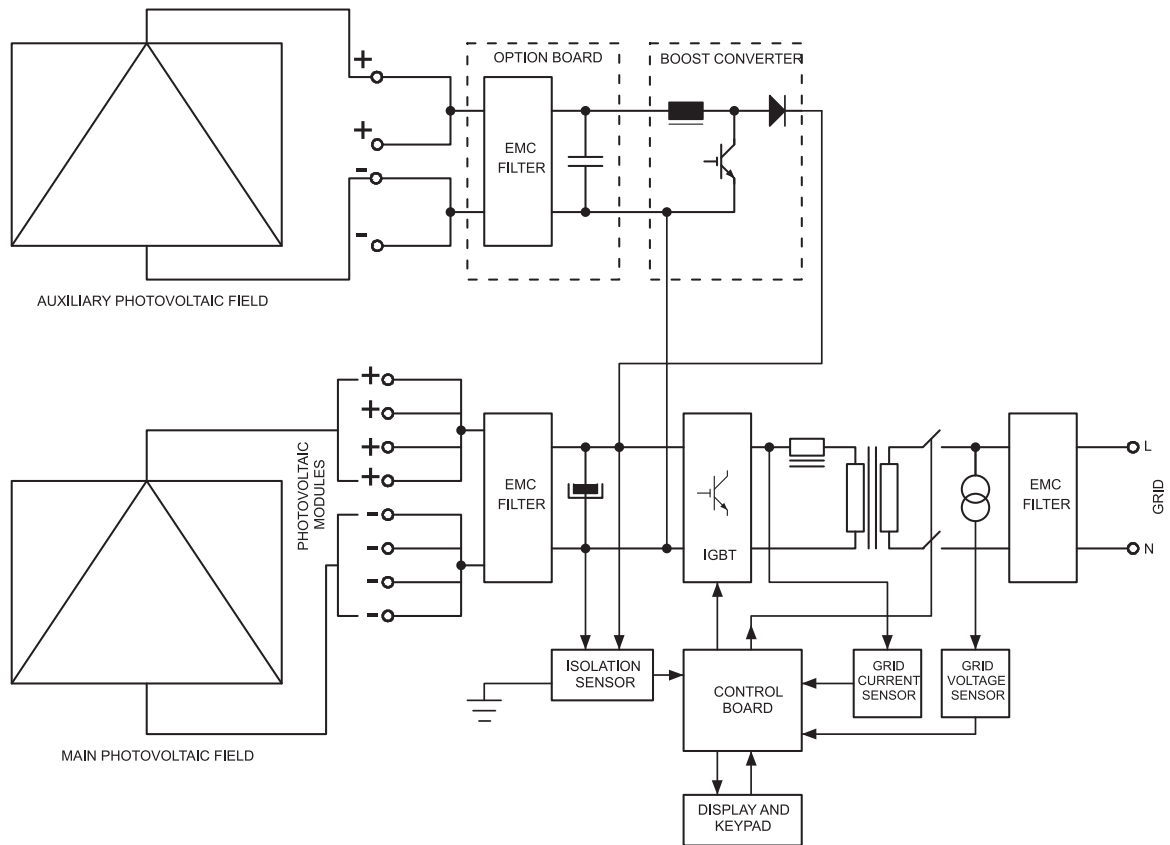 OPTION BOARD
BOOST CONVERTER
+
+
-
-
EMC
FILTER
AUXILIARY PHOTOVOLTAIC FIELD
+
+
+
+
-
-
-
-
PHOTOVOLTAIC
MODULES
EMC
FILTER
IGBT
EMC
FILTER
L
N
GRID
MAIN PHOTOVOLTAIC FIELD
ISOLATION
SENSOR
CONTROL
BOARD
GRID
CURRENT
SENSOR
GRID
VOLTAGE
SENSOR
DISPLAY AND
KEYPAD